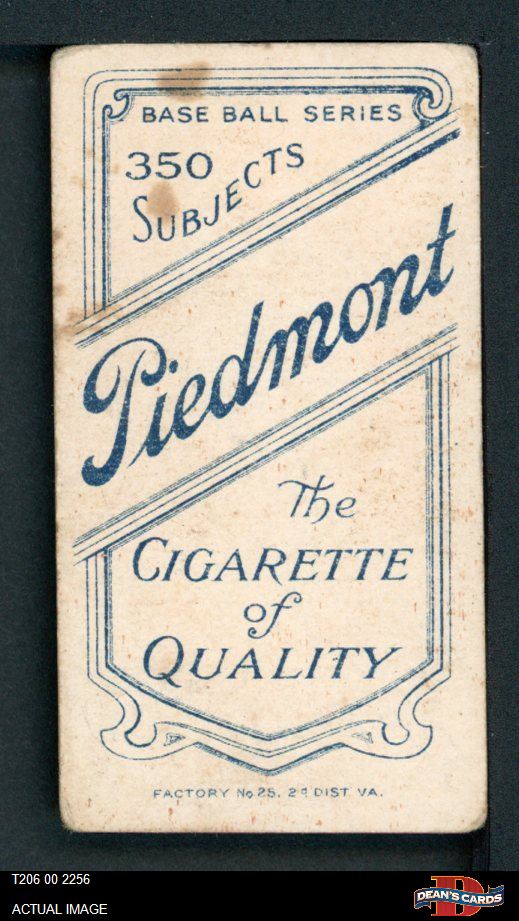 BASE BALL SERIES
350
SUBJECTS
Piedmont
The
CIGARETTE
of
QUALITY
FACTORY No 25. 2d DIST VA.
T206 00 2256
ACTUAL IMAGE
D
DEAN'S CARDS